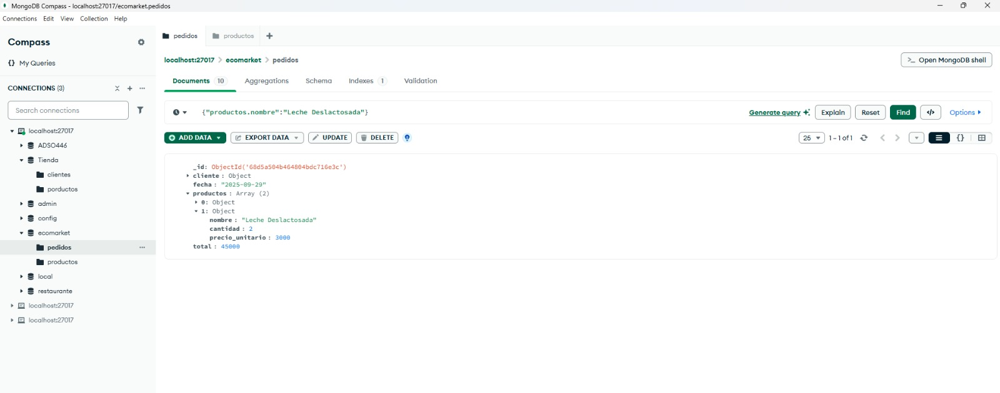 MongoDB Compass - localhost:27017/ecomarket.pedidos
Connections Edit View Collection Help
Compass
{} My Queries
CONNECTIONS (3)
Search connections
localhost:27017
ADSO446
Tienda
clientes
porductos
admin
config
ecomarket
pedidos
productos
local
restaurante
localhost:27017
localhost:27017
pedidos productos
localhost:27017 > ecomarket > pedidos
>_ Open MongoDB shell
Documents 10 Aggregations Schema Indexes 1 Validation
{"productos.nombre":"Leche Deslactosada"}
Generate query Explain Reset Find </> Options
ADD DATA EXPORT DATA UPDATE DELETE
25 1 – 1 of 1 {}
_id: ObjectId('68d5a504b464804bdc716e3c')
cliente : Object
fecha : "2025-09-29"
productos : Array (2)
0: Object
1: Object
nombre : "Leche Deslactosada"
cantidad : 2
precio_unitario : 3000
total : 45000